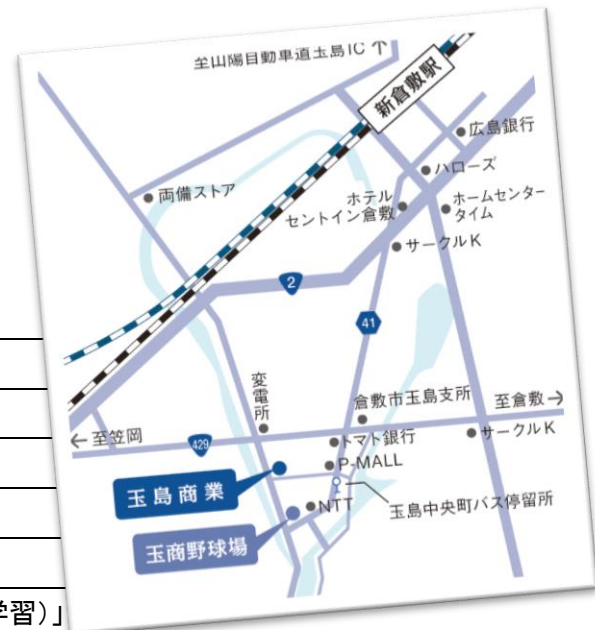 至山陽自動車道玉島IC
新倉敷駅
広島銀行
ハローズ
両備ストア
ホテル
セントイン倉敷
ホームセンター
タイム
サークルK
2
41
変電所
倉敷市玉島支所
至倉敷→
←至笠岡
429
トマト銀行
サークルK
P-MALL
玉島商業
NTT
玉島中央町バス停留所
玉商野球場
学習)」